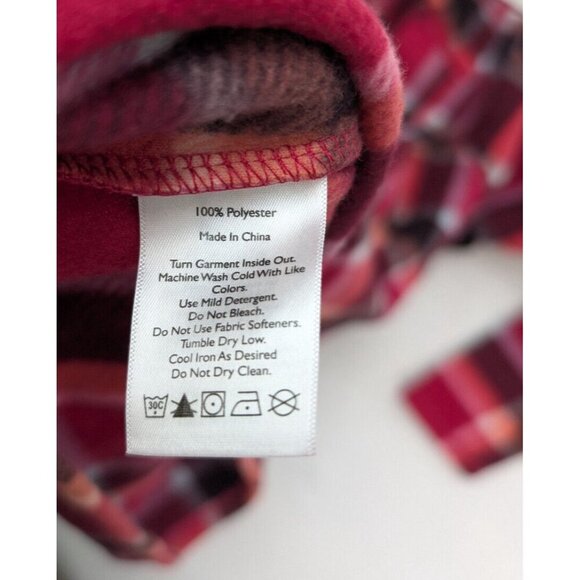 100% Polyester
Made In China
Turn Garment Inside Out.
Machine Wash Cold With Like
Colors.
Use Mild Detergent.
Do Not Bleach.
Do Not Use Fabric Softeners.
Tumble Dry Low.
Cool Iron As Desired
Do Not Dry Clean.
30C